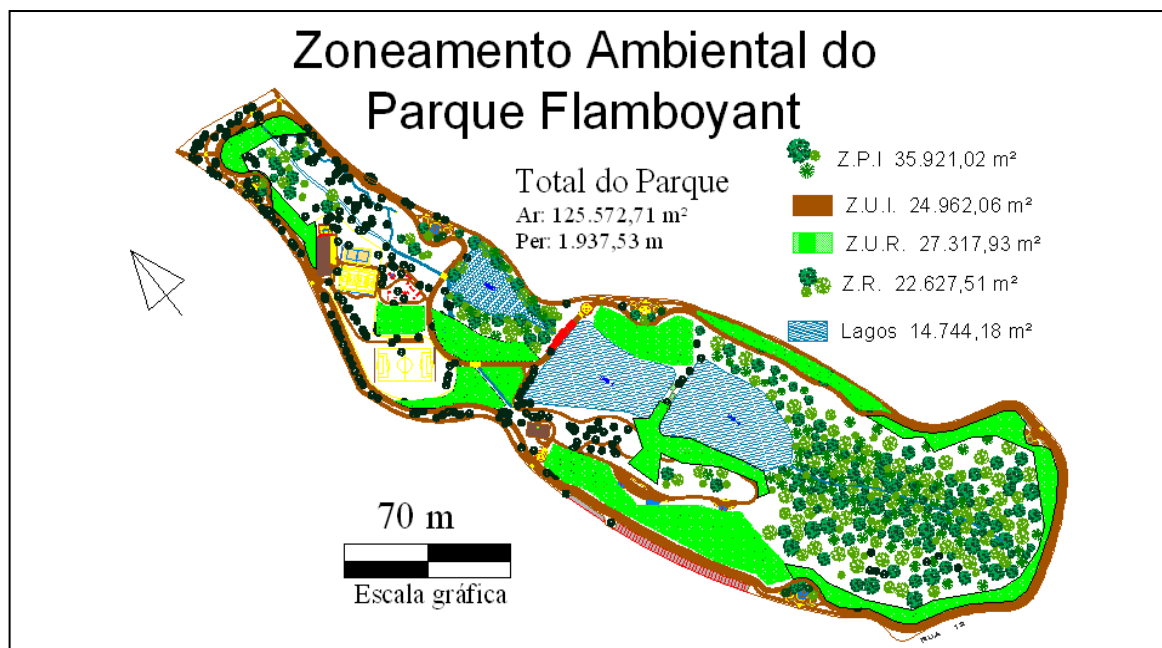 Zoneamento Ambiental do
Parque Flamboyant
Total do Parque
Ar: 125.572,71 m²
Per: 1.937,53 m
Z.P.I 35.921,02 m²
Z.U.I. 24.962,06 m²
Z.U.R. 27.317,93 m²
Z.R. 22.627,51 m²
Lagos 14.744,18 m²
70 m
Escala gráfica
RUA 12